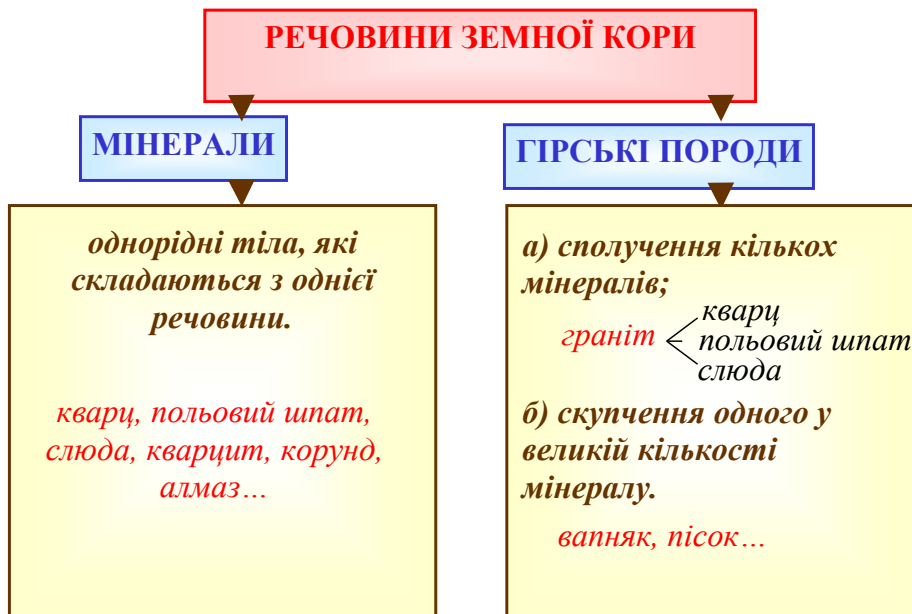 РЕЧОВИНИ ЗЕМНОЇ КОРИ
МІНЕРАЛИ
ГІРСЬКІ ПОРОДИ
однорідні тіла, які
складаються з однієї
речовини.
кварц, польовий шпат,
слюда, кварцит, корунд,
алмаз…
а) сполучення кількох
мінералів;
граніт
кварц
польовий шпат
слюда
б) скупчення одного у
великій кількості
мінералу.
вапняк, пісок…